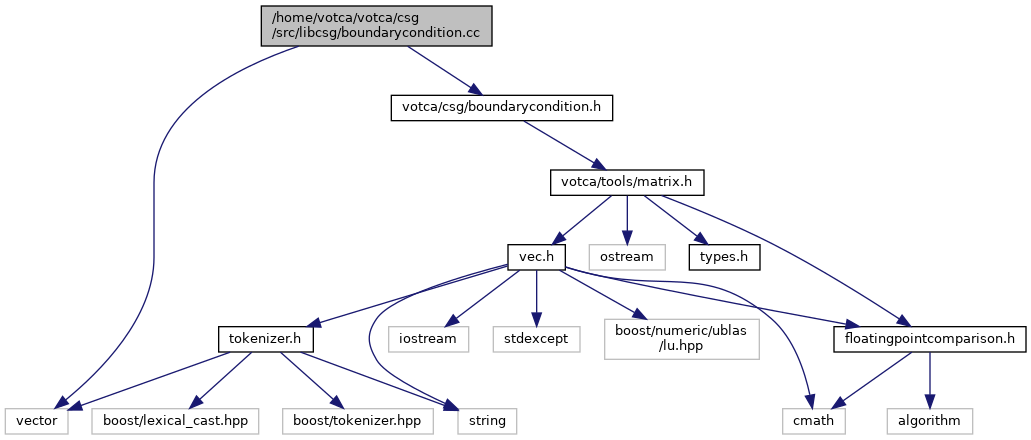 /home/votca/votca/csg
/src/libcsg/boundarycondition.cc
votca/csg/boundarycondition.h
votca/tools/matrix.h
vec.h
ostream
types.h
tokenizer.h
iostream
stdexcept
boost/numeric/ublas
/lu.hpp
floatingpointcomparison.h
vector
boost/lexical_cast.hpp
boost/tokenizer.hpp
string
cmath
algorithm